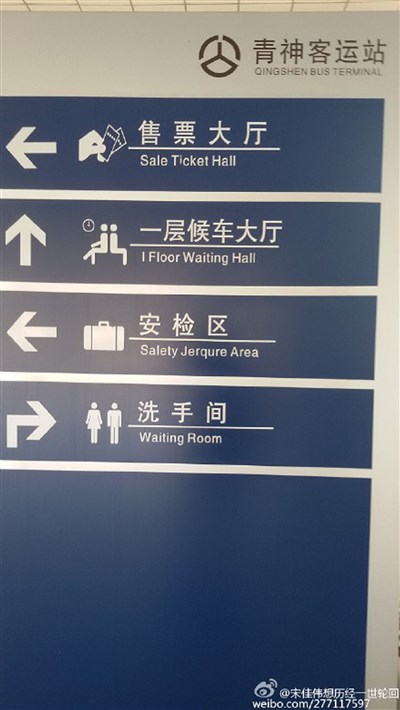 青神客运站
QINGSHEN BUS TERMINAL
售票大厅
Sale Ticket Hall
一层候车大厅
I Floor Waiting Hall
安检区
Salety Jerqure Area
洗手间
Waiting Room
@宋佳伟想历经一世轮回
weibo.com/277117597